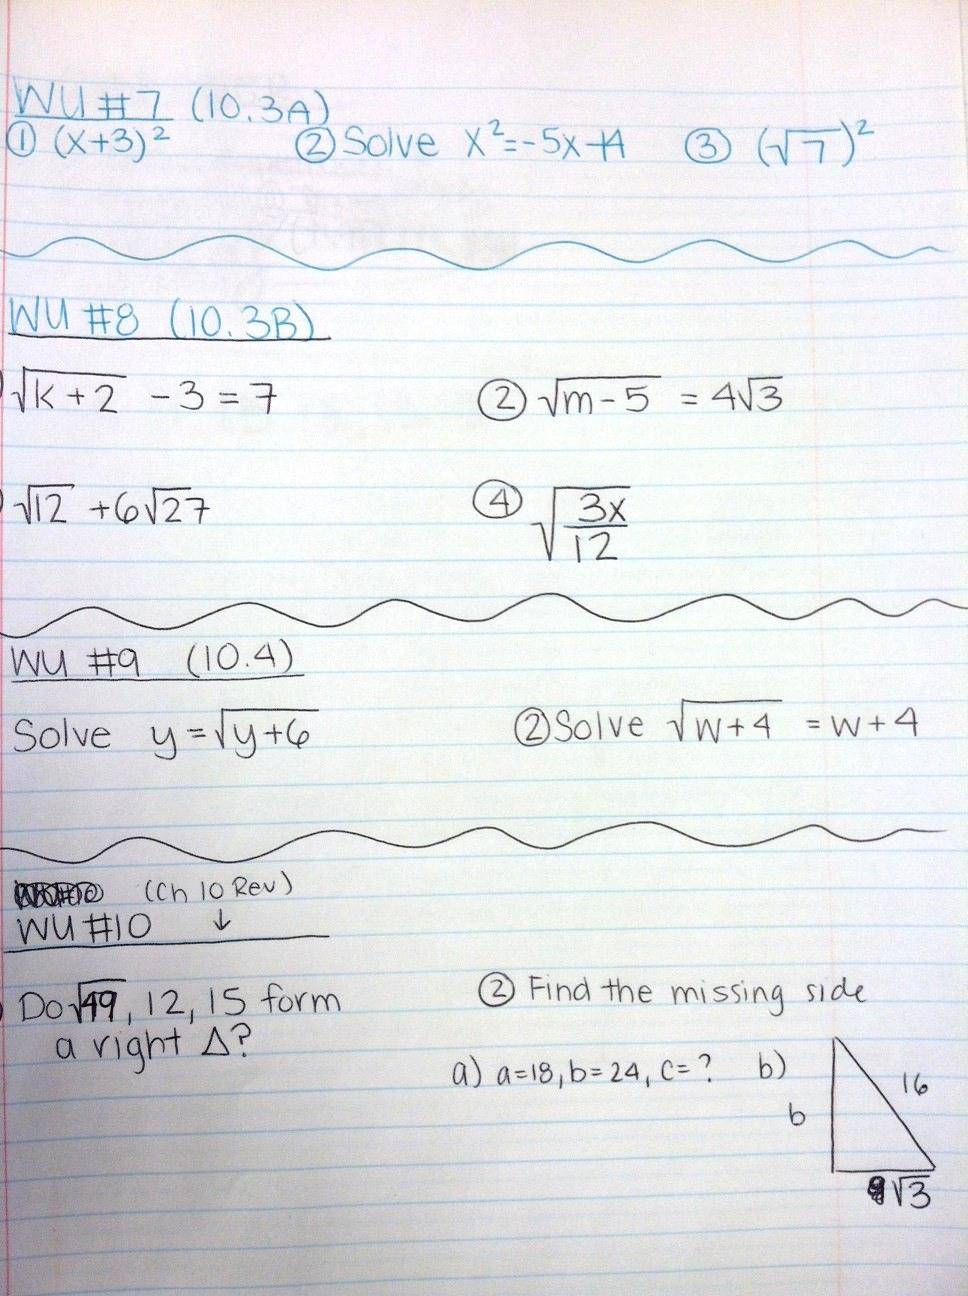 WU #7 (10.3A)
① (x+3)² ② Solve x²=-5x-14 ③ (√7)²
WU #8 (10.3B)
√k+2 - 3 = 7 ② √m-5 = 4√3
√12 + 6√27 ④ √3x/12
WU #9 (10.4)
Solve y=√y+6 ② Solve √w+4 = w+4
(Ch 10 Rev)
WU #10 ↓
Do √49, 12, 15 form ② Find the missing side
a right △?
a) a=18, b=24, c=? b) 16
b
√3